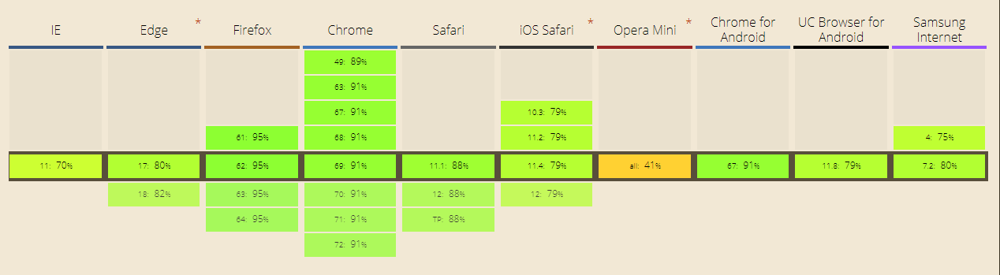 IE Edge * Firefox Chrome Safari iOS Safari * Opera Mini * Chrome for Android UC Browser for Android Samsung Internet
49: 89%
63: 91%
67: 91% 10.3: 79%
61: 95% 68: 91% 11.2: 79% 4: 75%
11: 70% 17: 80% 62: 95% 69: 91% 11.1: 88% 11.4: 79% all: 41% 67: 91% 11.8: 79% 7.2: 80%
18: 82% 63: 95% 70: 91% 12: 88% 12: 79%
64: 95% 71: 91% TP: 88%
72: 91%